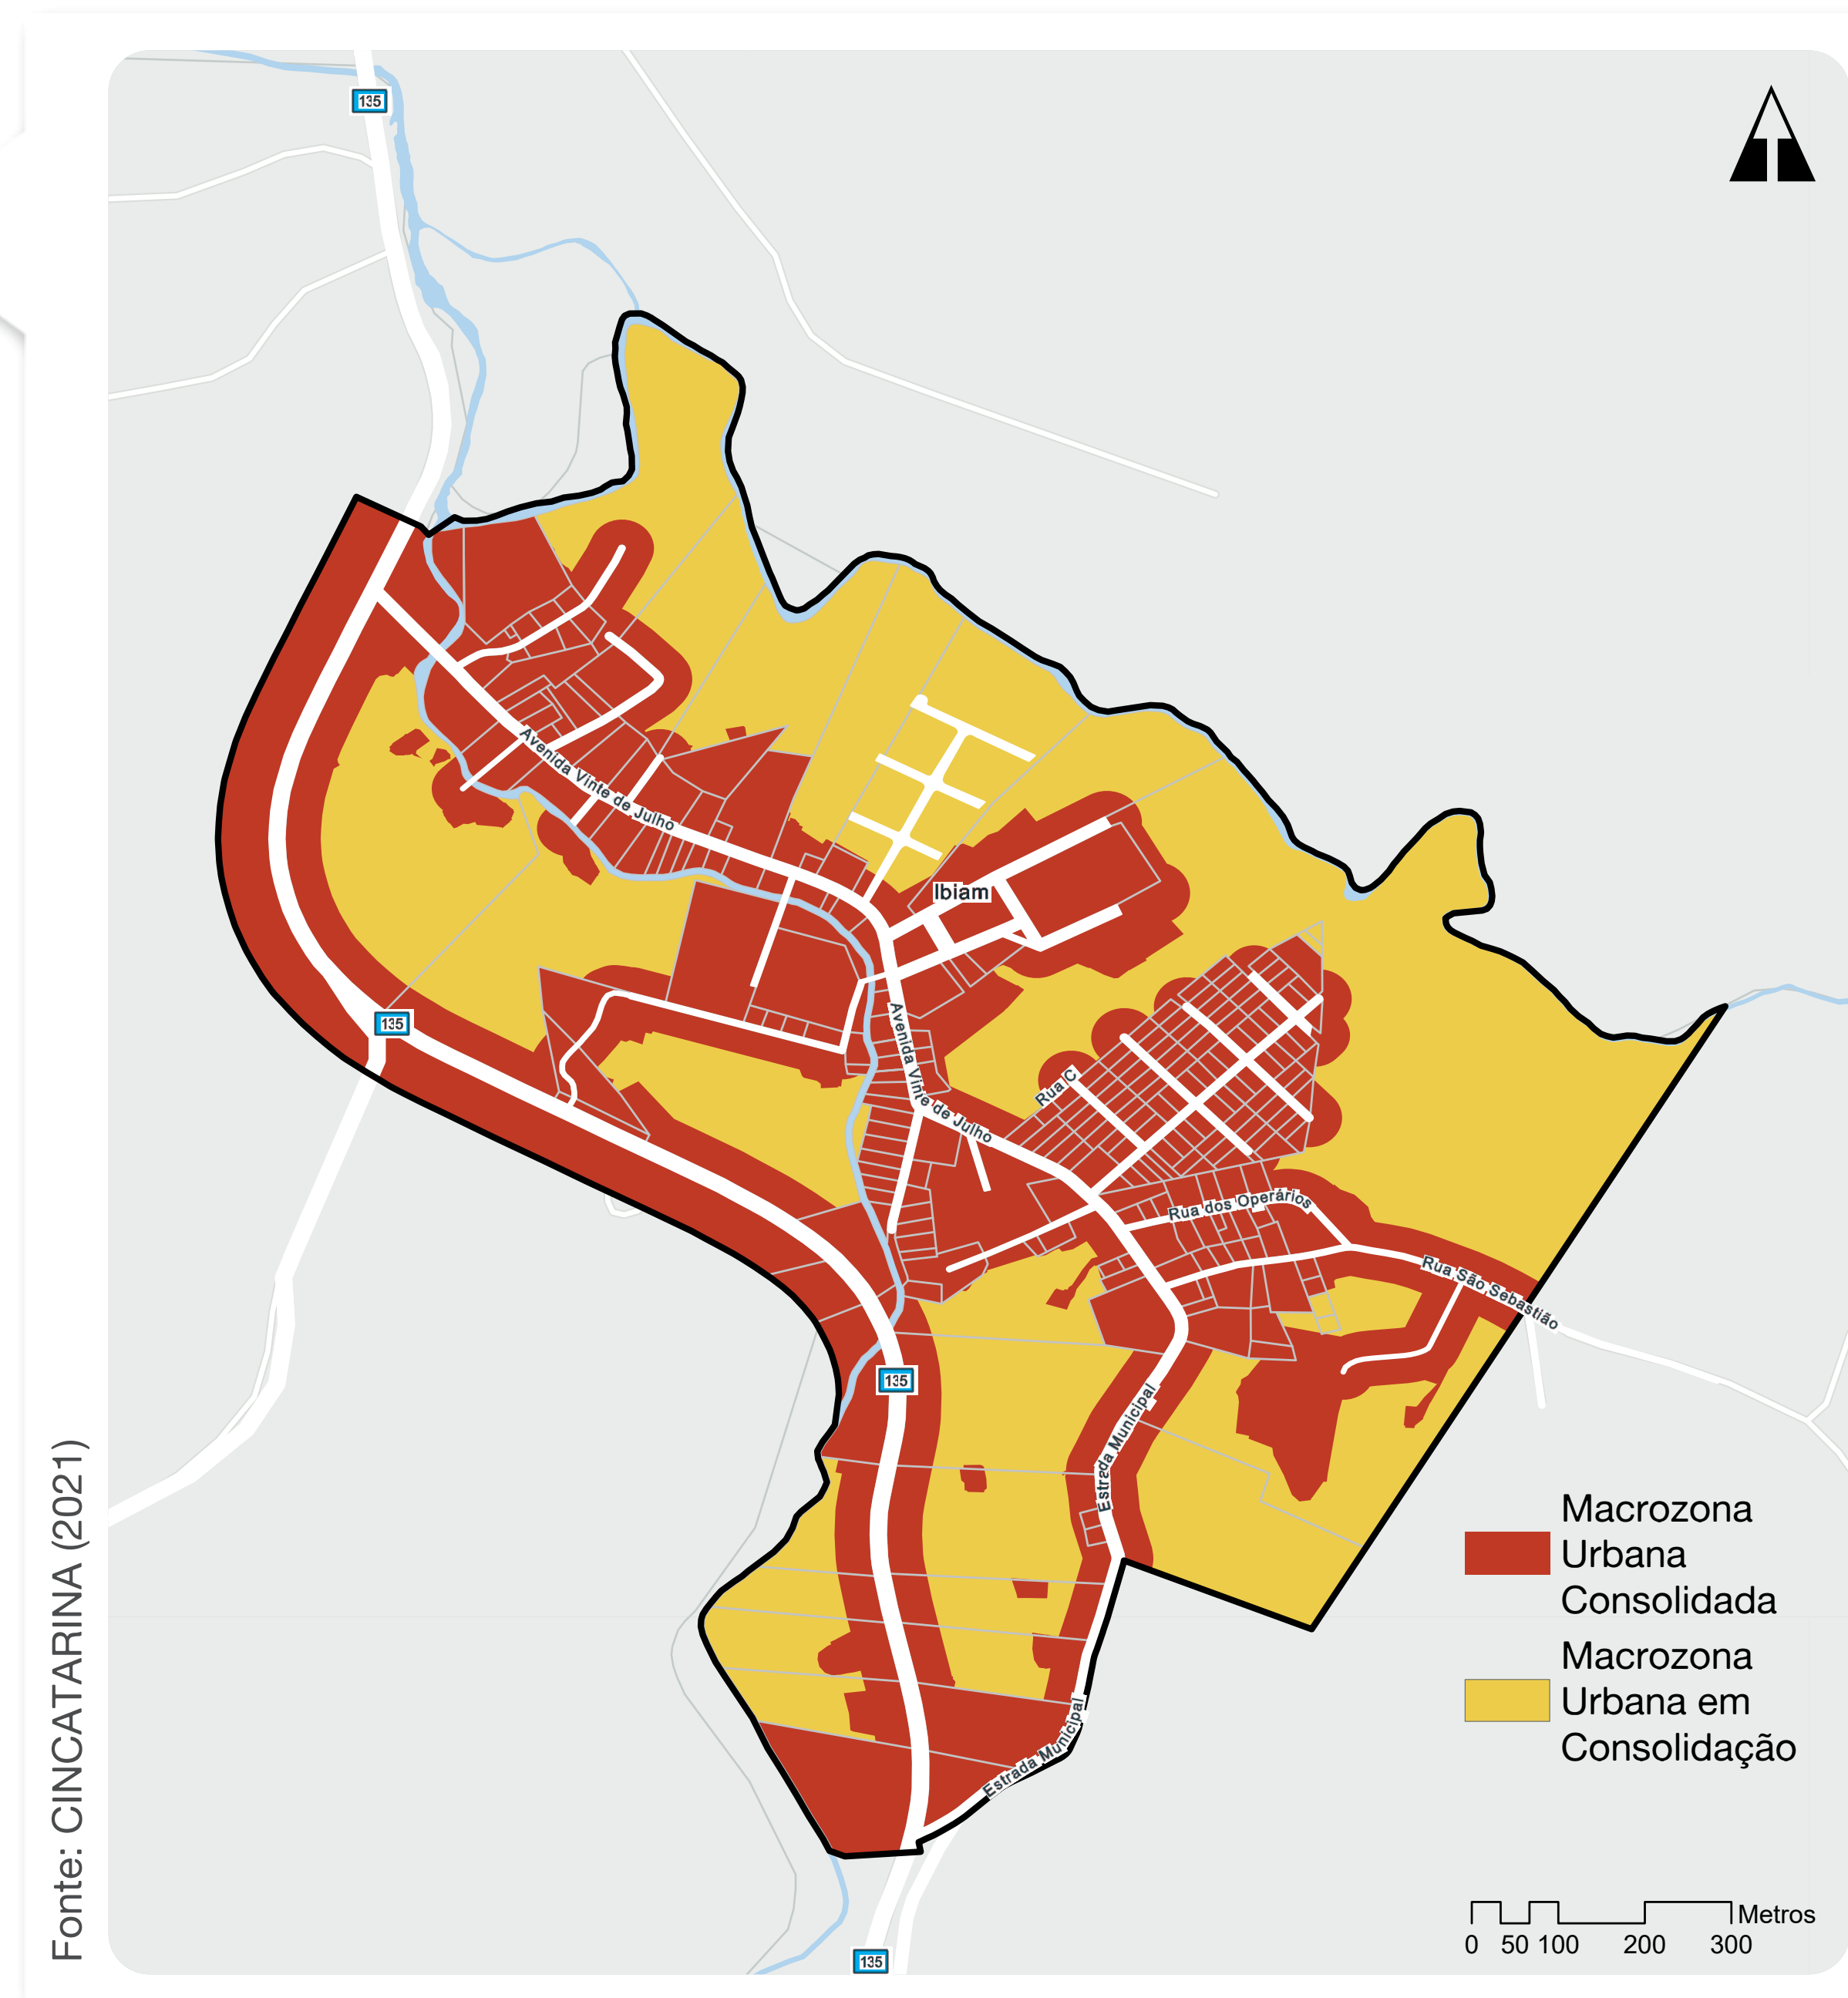 135
Avenida Vinte de Julho
Ibiam
135
Avenida Vinte de Julho
Rua C
Rua dos Operários
Rua São Sebastião
135
Estrada Municipal
Estrada Municipal
135
Macrozona
Urbana
Consolidada
Macrozona
Urbana em
Consolidação
Metros
0 50 100 200 300
Fonte: CINCATARINA (2021)